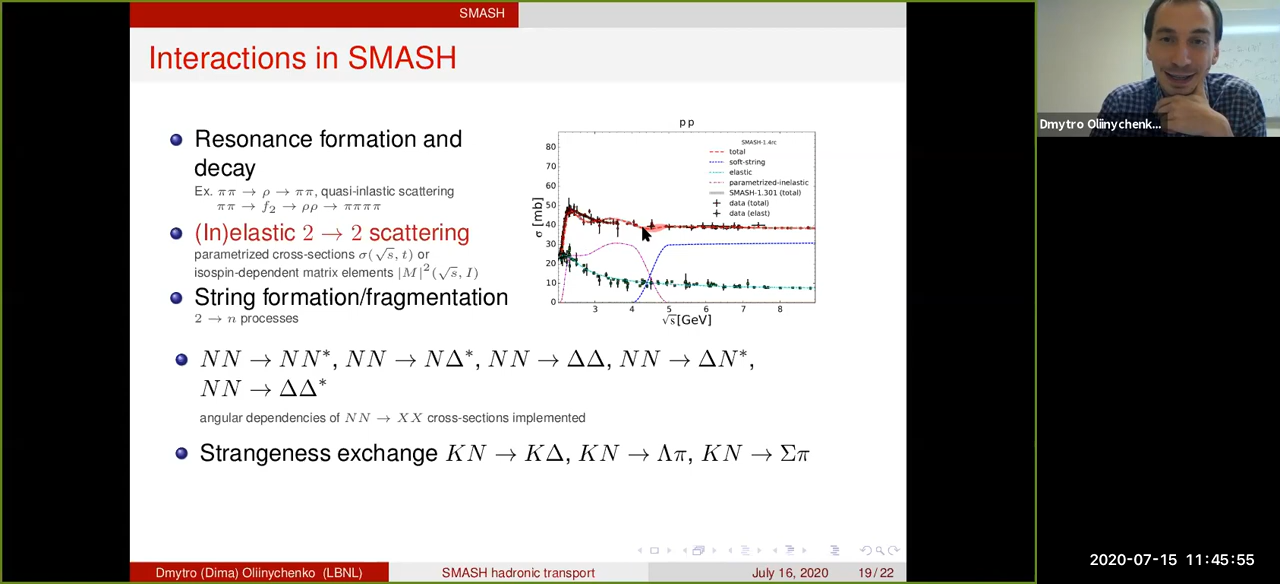 SMASH
Interactions in SMASH
Resonance formation and
decay
Ex. ππ → ρ → ππ, quasi-inlastic scattering
ππ → f₂ → ρρ → ππππ
(In)elastic 2 → 2 scattering
parametrized cross-sections σ(√s, t) or
isospin-dependent matrix elements |M|²(√s, I)
String formation/fragmentation
2 → n processes
pp
σ [mb]
80
70
60
50
40
30
20
10
0
3 4 5 6 7 8
√s[GeV]
SMASH-1.4rc
total
soft-string
elastic
parametrized-inelastic
SMASH-1.301 (total)
data (total)
data (elast)
NN → NN*, NN → NΔ*, NN → ΔΔ, NN → ΔN*,
NN → ΔΔ*
angular dependencies of NN → XX cross-sections implemented
Strangeness exchange KN → KΔ, KN → Λπ, KN → Σπ
Dmytro (Dima) Oliinychenko (LBNL) SMASH hadronic transport July 16, 2020 19 / 22
Dmytro Oliinychenk...
2020-07-15 11:45:55